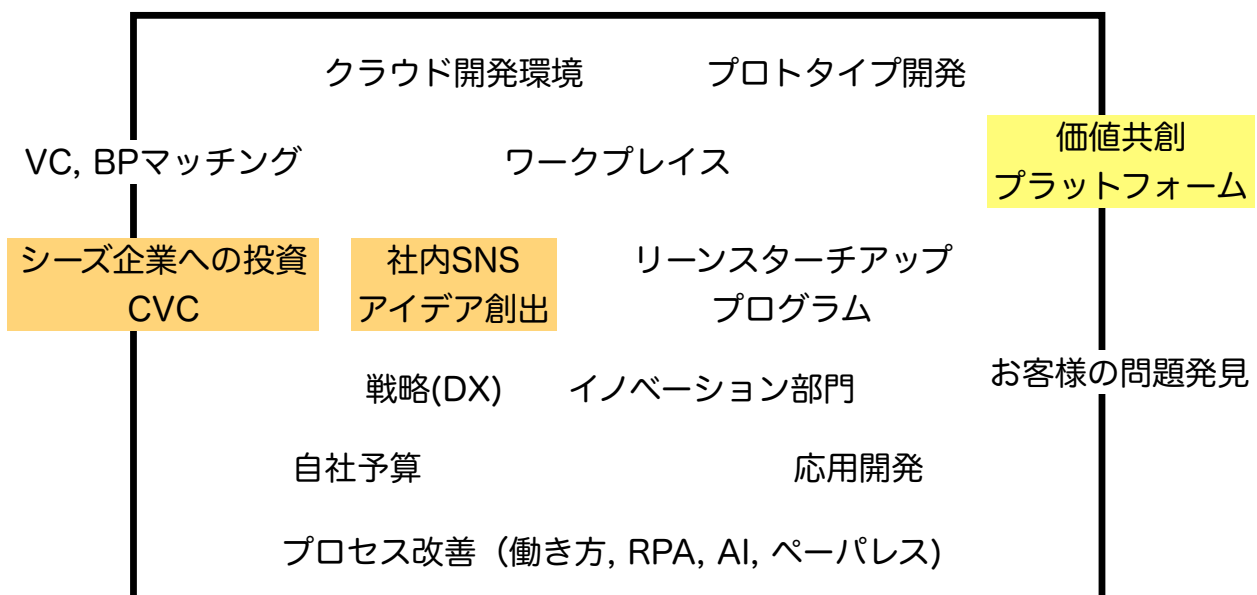 クラウド開発環境 プロトタイプ開発
VC, BPマッチング ワークプレイス 価値共創
プラットフォーム
シーズ企業への投資
CVC
社内SNS
アイデア創出
リーンスターチアップ
プログラム
戦略(DX) イノベーション部門 お客様の問題発見
自社予算 応用開発
プロセス改善（働き方, RPA, AI, ペーパレス)